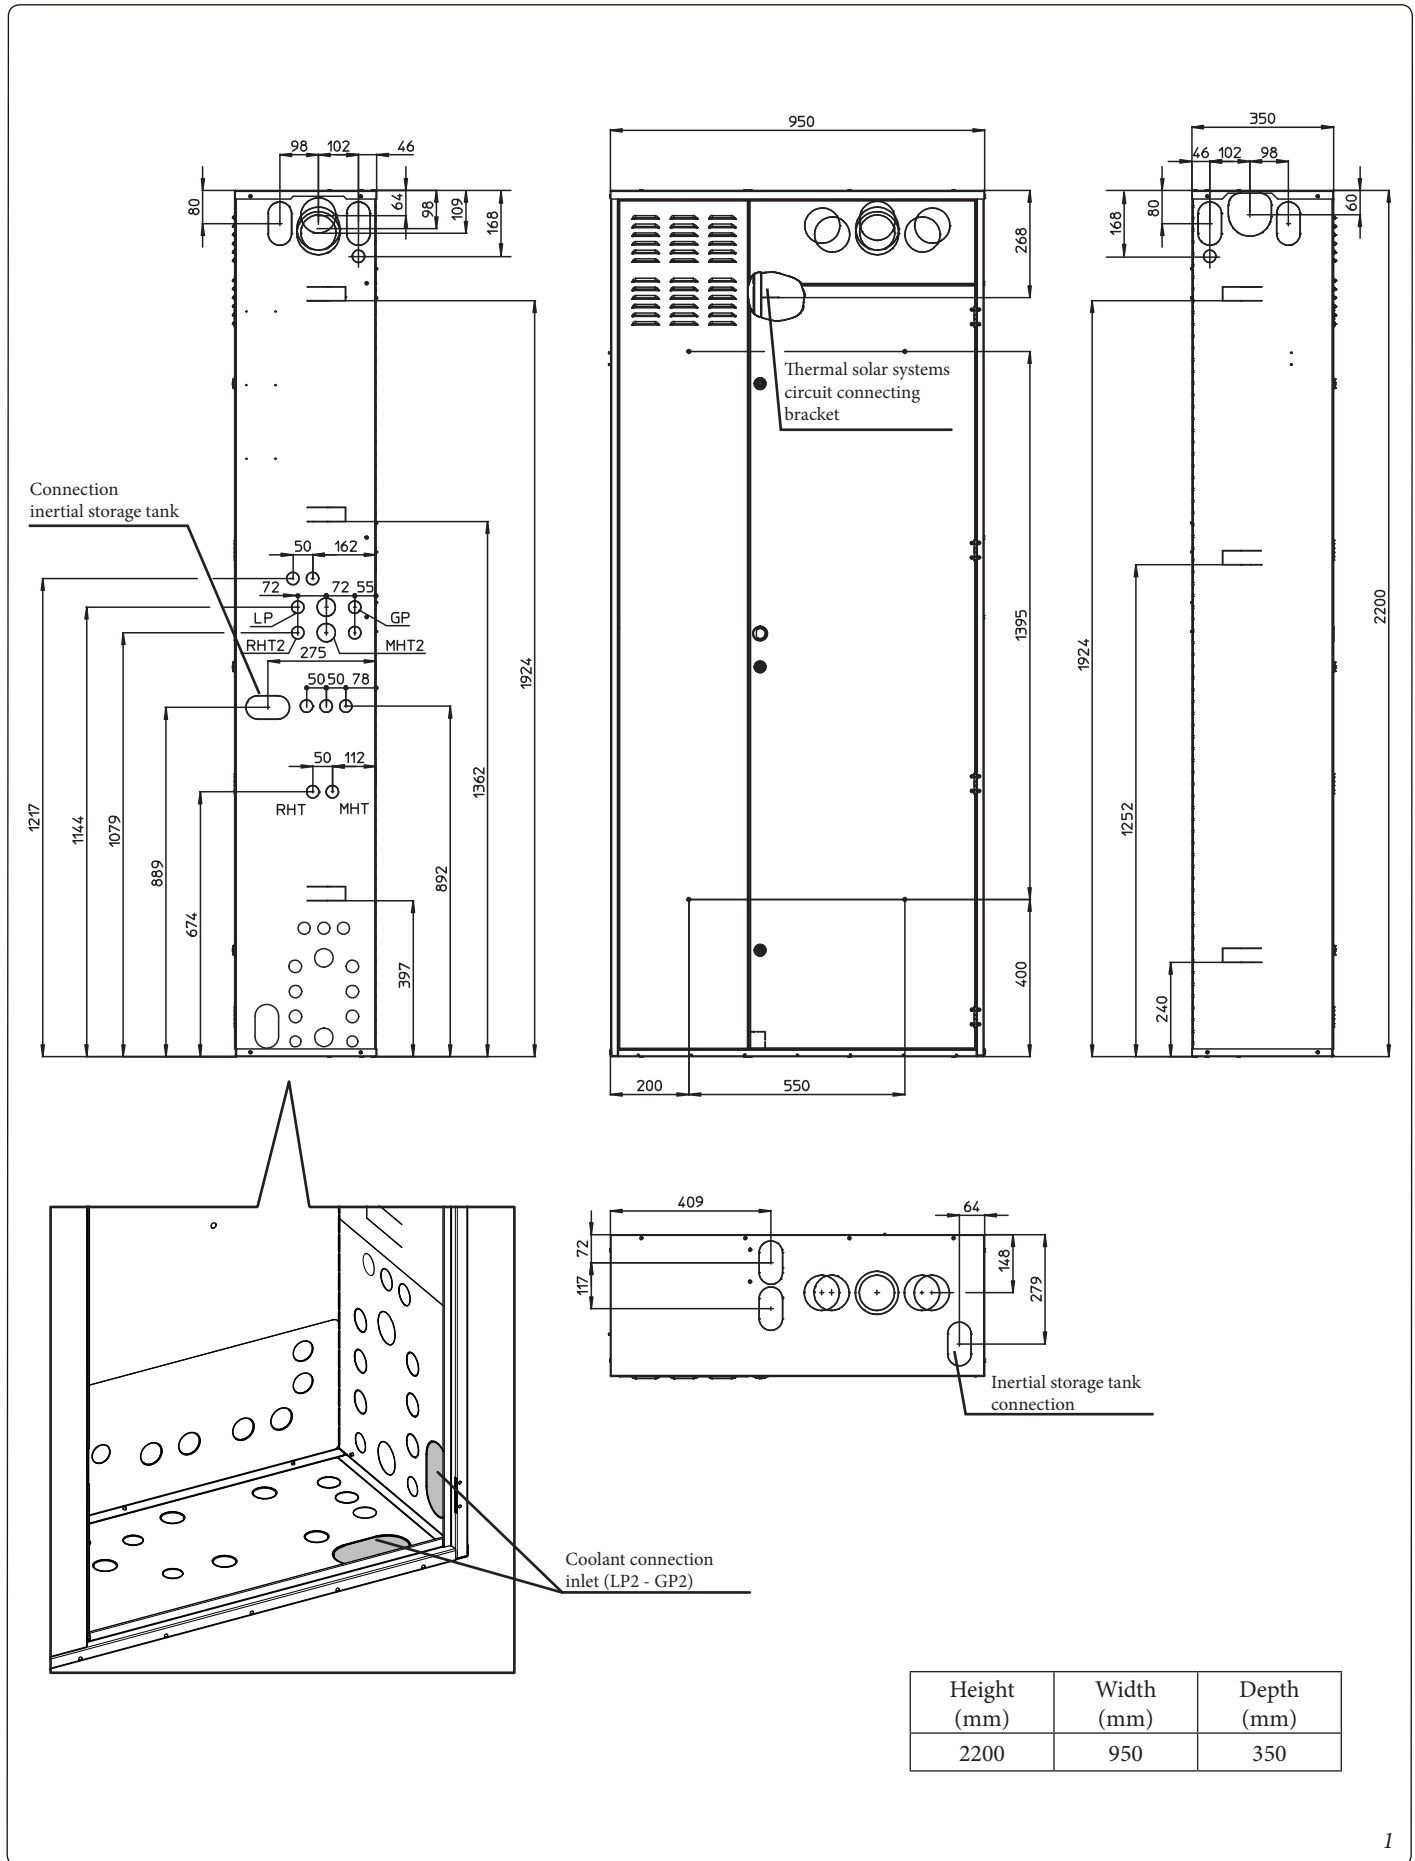 98 102 46
80
64
98
109
168
Connection
inertial storage tank
50 162
72 72 55
LP GP
RHT2 MHT2
275
50 50 78
50 112
RHT MHT
1217
1144
1079
889
674
397
892
1362
1924
950
268
Thermal solar systems
circuit connecting
bracket
1395
400
200 550
350
46 102 98
168
80
60
1924
1252
240
2200
409 64
72
117
148
279
Inertial storage tank
connection
Coolant connection
inlet (LP2 - GP2)
Height Width Depth
(mm) (mm) (mm)
2200 950 350
1